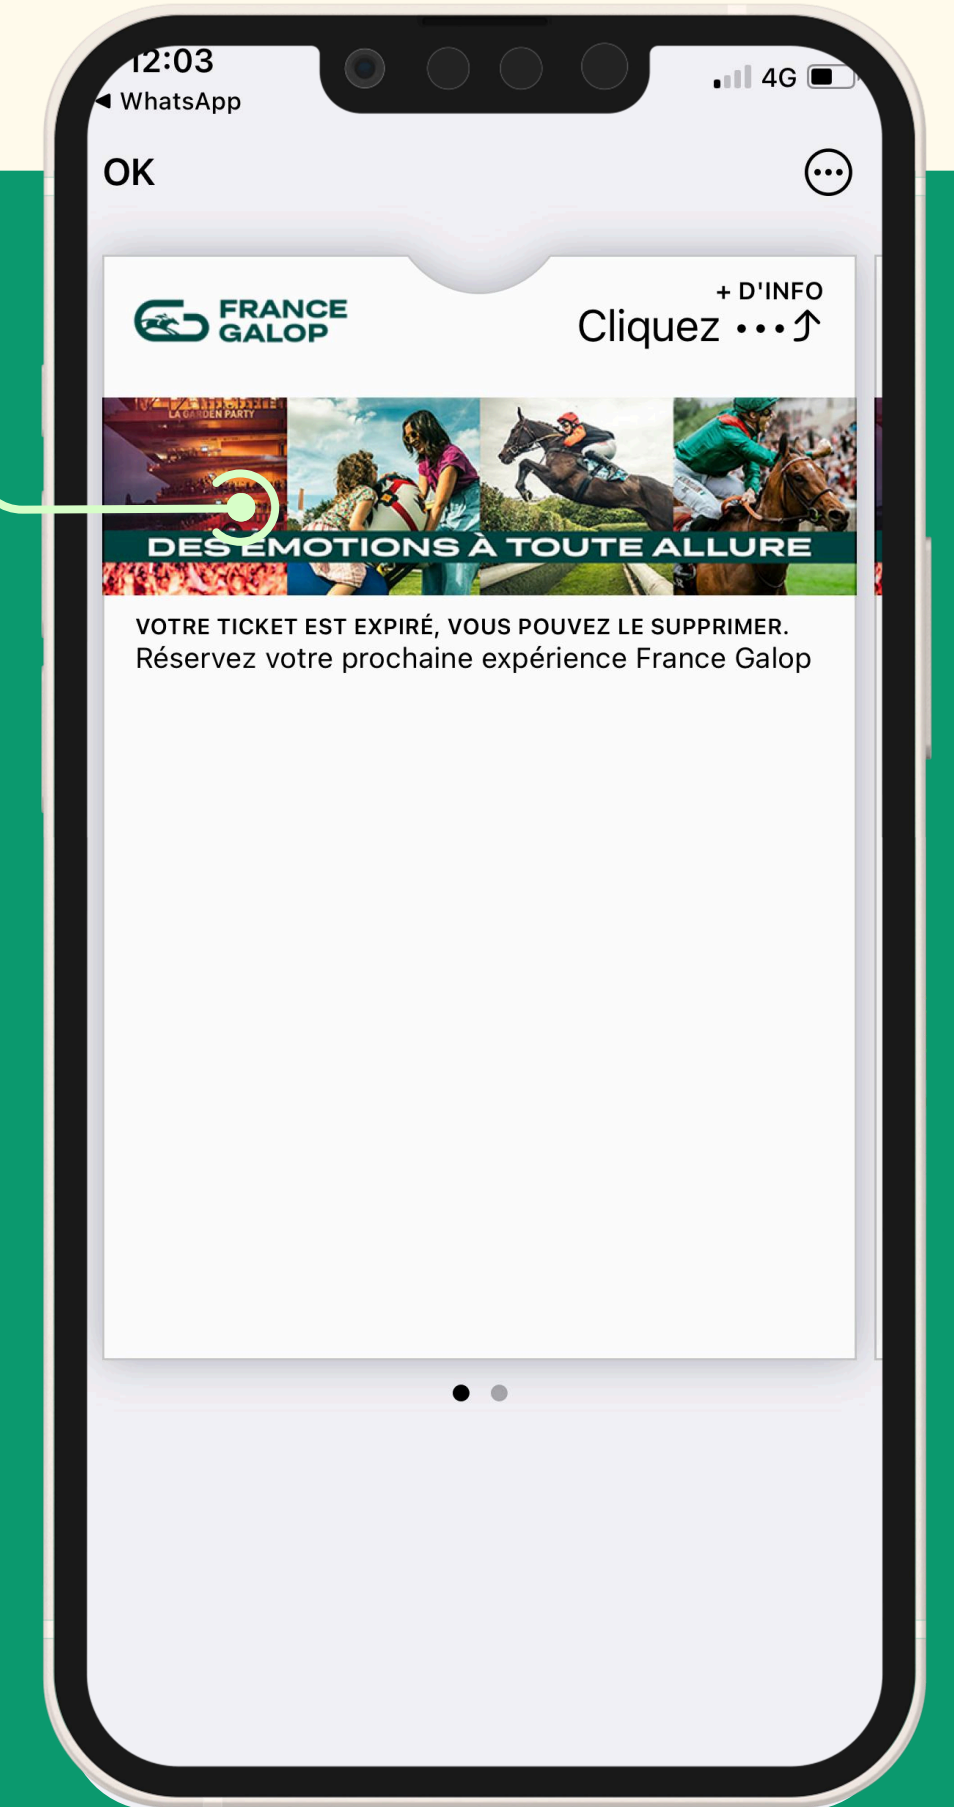 12:03
4G
WhatsApp
OK
FRANCE
GALOP
+ D'INFO
Cliquez
LA GARDEN PARTY
DES EMOTIONS À TOUTE ALLURE
VOTRE TICKET EST EXPIRÉ, VOUS POUVEZ LE SUPPRIMER.
Réservez votre prochaine expérience France Galop